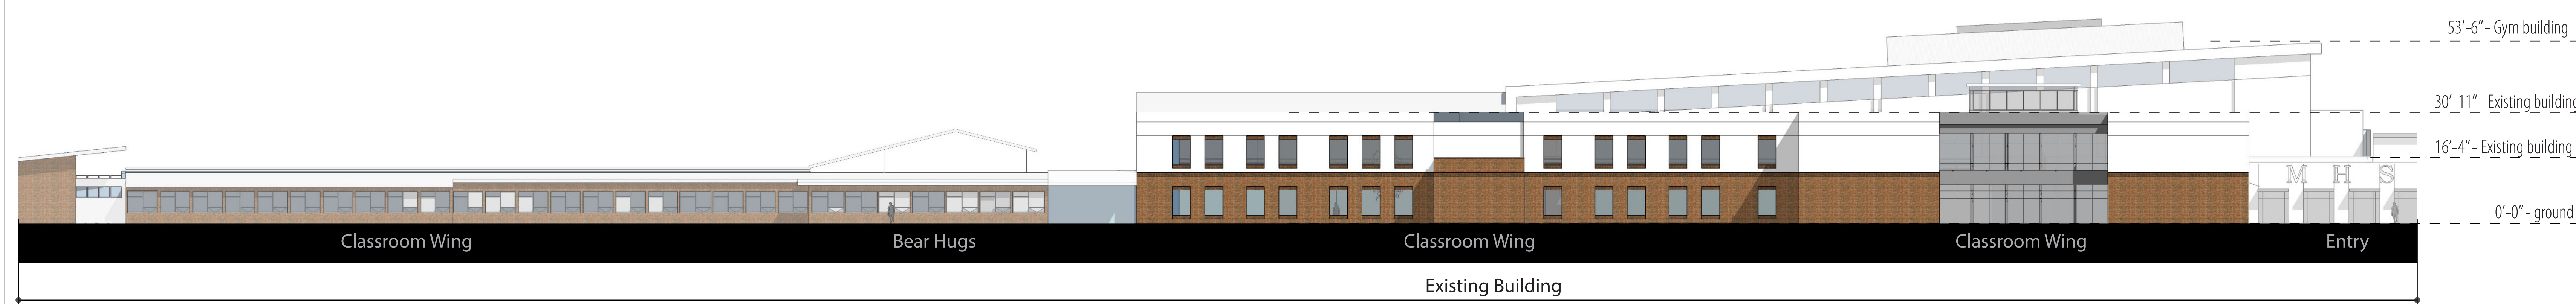 53'-6" - Gym building
30'-11" - Existing building
16'-4" - Existing building
M H S
0'-0" - ground
Classroom Wing
Bear Hugs
Classroom Wing
Classroom Wing
Entry
Existing Building